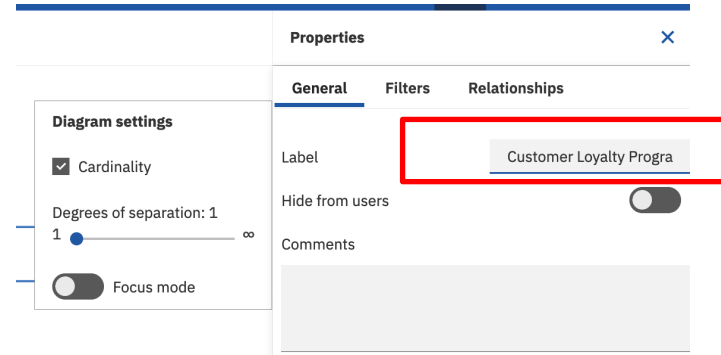 Properties
General Filters Relationships
Diagram settings
Cardinality
Degrees of separation: 1
1 ∞
Focus mode
Label Customer Loyalty Progra
Hide from users
Comments